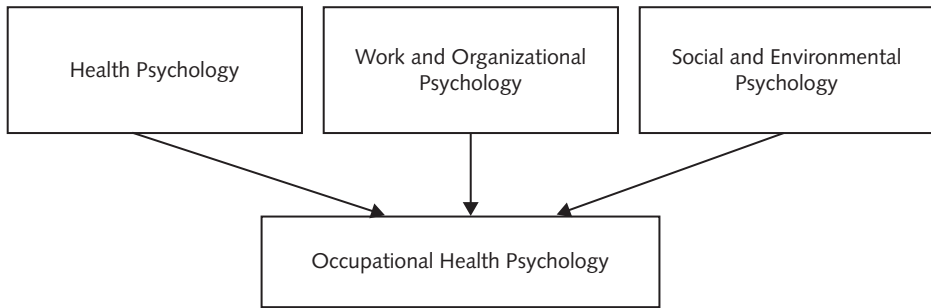 Health Psychology
Work and Organizational
Psychology
Social and Environmental
Psychology
Occupational Health Psychology